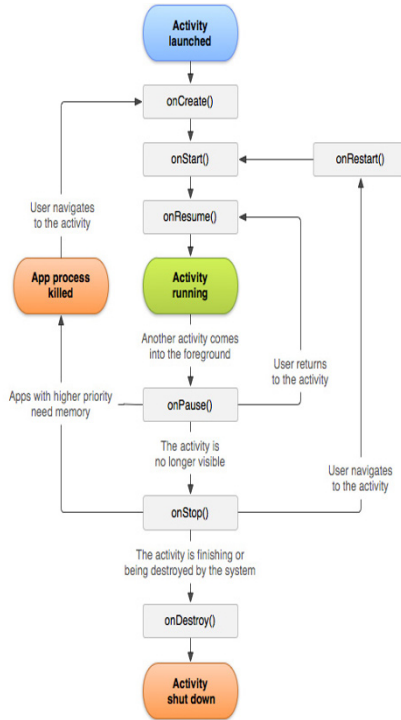 Activity
launched
onCreate()
onStart()
onRestart()
User navigates
to the activity
onResume()
App process
killed
Activity
running
Another activity comes
into the foreground
User returns
to the activity
Apps with higher priority
need memory
onPause()
The activity is
no longer visible
User navigates
to the activity
onStop()
The activity is finishing or
being destroyed by the system
onDestroy()
Activity
shut down